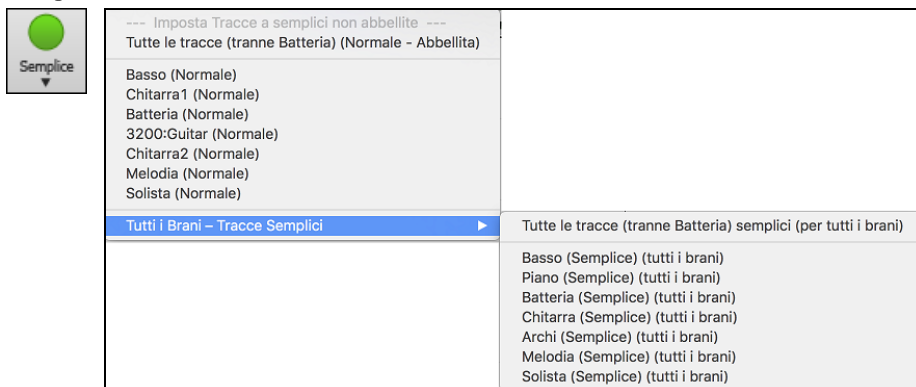 Semplice
--- Imposta Tracce a semplici non abbellite ---
Tutte le tracce (tranne Batteria) (Normale - Abbellita)
Basso (Normale)
Chitarra1 (Normale)
Batteria (Normale)
3200:Guitar (Normale)
Chitarra2 (Normale)
Melodia (Normale)
Solista (Normale)
Tutti i Brani – Tracce Semplici
Tutte le tracce (tranne Batteria) semplici (per tutti i brani)
Basso (Semplice) (tutti i brani)
Piano (Semplice) (tutti i brani)
Batteria (Semplice) (tutti i brani)
Chitarra (Semplice) (tutti i brani)
Archi (Semplice) (tutti i brani)
Melodia (Semplice) (tutti i brani)
Solista (Semplice) (tutti i brani)